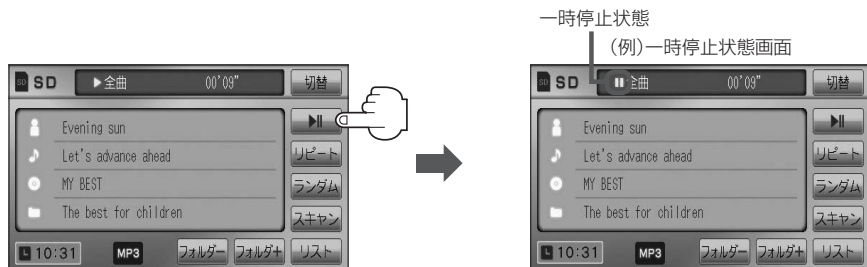 一時停止状態
(例)一時停止状態画面
SD SD ▶全曲 00'09" 切替
Evening sun ▶II
Let's advance ahead リピート
MY BEST ランダム
The best for children スキャン
L 10:31 MP3 フォルダー フォルダ+ リスト
SD SD II 全曲 00'09" 切替
Evening sun ▶II
Let's advance ahead リピート
MY BEST ランダム
The best for children スキャン
L 10:31 MP3 フォルダー フォルダ+ リスト